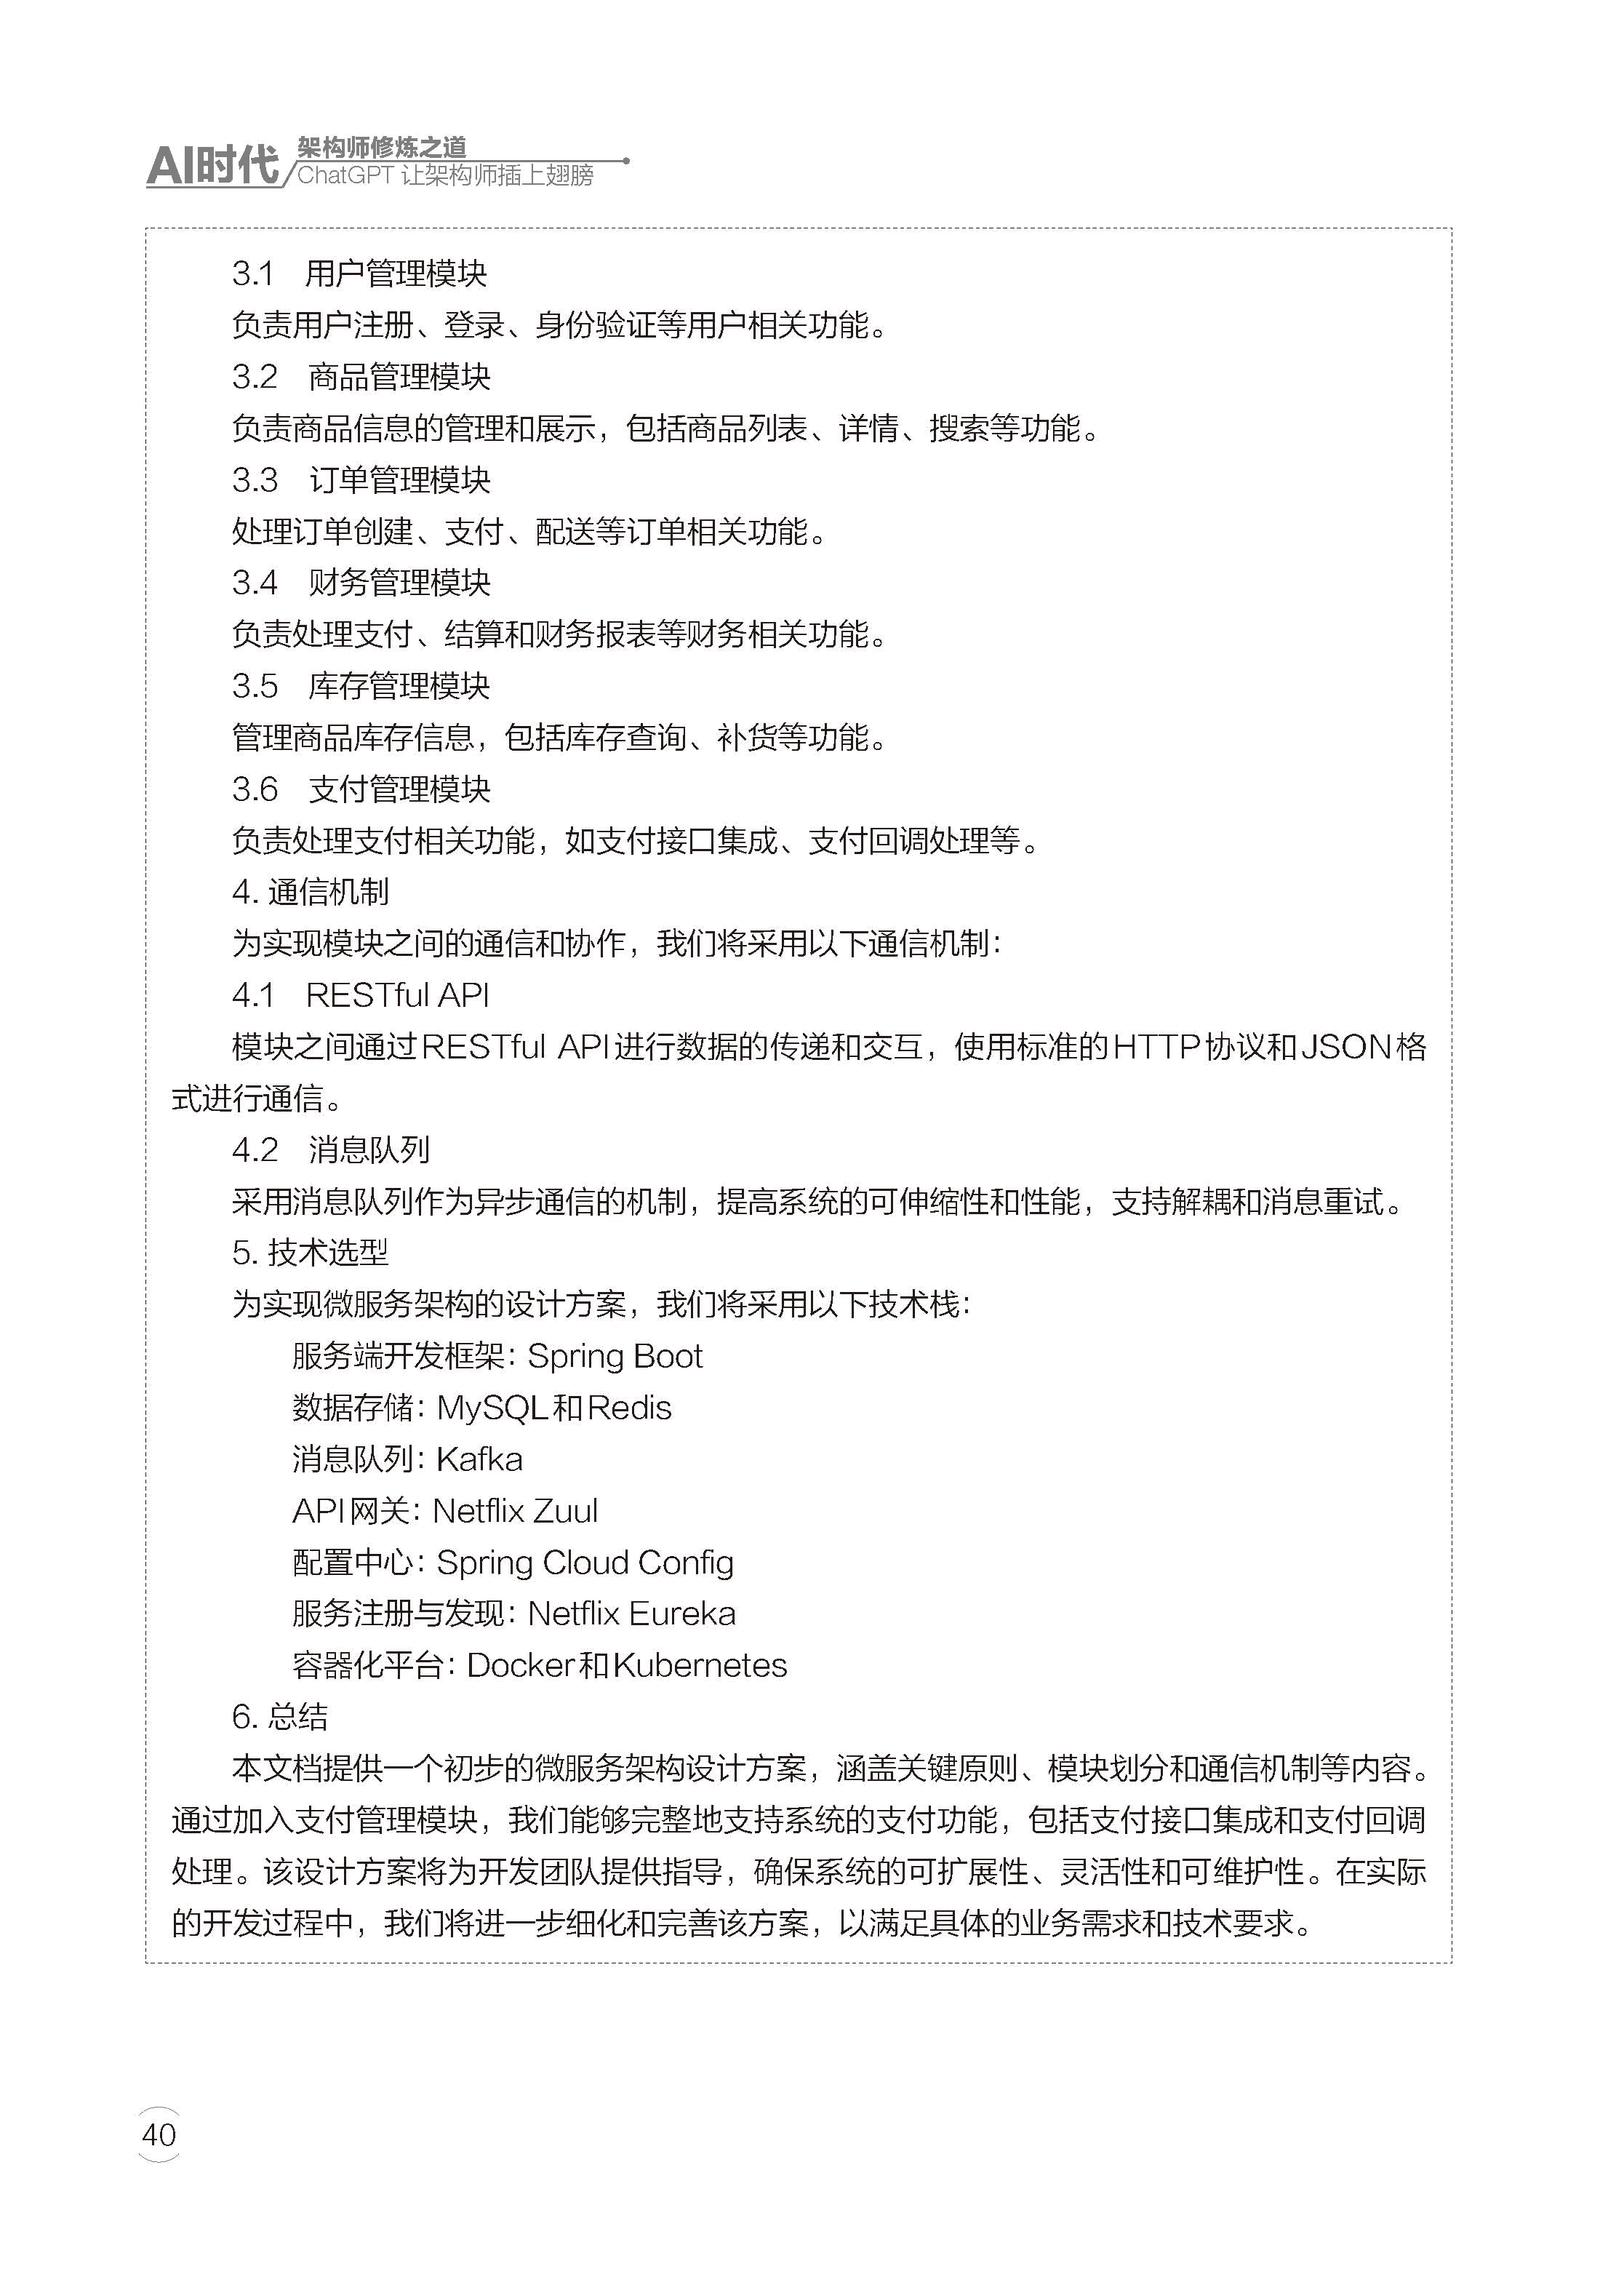 AI时代 架构师修炼之道
ChatGPT 让架构师插上翅膀
3.1 用户管理模块
负责用户注册、登录、身份验证等用户相关功能。
3.2 商品管理模块
负责商品信息的管理和展示，包括商品列表、详情、搜索等功能。
3.3 订单管理模块
处理订单创建、支付、配送等订单相关功能。
3.4 财务管理模块
负责处理支付、结算和财务报表等财务相关功能。
3.5 库存管理模块
管理商品库存信息，包括库存查询、补货等功能。
3.6 支付管理模块
负责处理支付相关功能，如支付接口集成、支付回调处理等。
4. 通信机制
为实现模块之间的通信和协作，我们将采用以下通信机制：
4.1 RESTful API
模块之间通过RESTful API进行数据的传递和交互，使用标准的HTTP协议和JSON格
式进行通信。
4.2 消息队列
采用消息队列作为异步通信的机制，提高系统的可伸缩性和性能，支持解耦和消息重试。
5. 技术选型
为实现微服务架构的设计方案，我们将采用以下技术栈：
服务端开发框架：Spring Boot
数据存储：MySQL和Redis
消息队列：Kafka
API网关：Netflix Zuul
配置中心：Spring Cloud Config
服务注册与发现：Netflix Eureka
容器化平台：Docker和Kubernetes
6. 总结
本文档提供一个初步的微服务架构设计方案，涵盖关键原则、模块划分和通信机制等内容。
通过加入支付管理模块，我们能够完整地支持系统的支付功能，包括支付接口集成和支付回调
处理。该设计方案将为开发团队提供指导，确保系统的可扩展性、灵活性和可维护性。在实际
的开发过程中，我们将进一步细化和完善该方案，以满足具体的业务需求和技术要求。
40